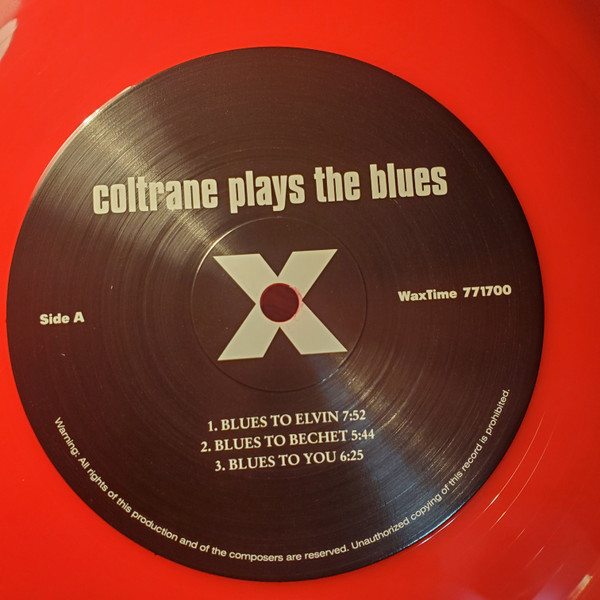 coltrane plays the blues
X
Side A
WaxTime 771700
1. BLUES TO ELVIN 7:52
2. BLUES TO BECHET 5:44
3. BLUES TO YOU 6:25
Warning: All rights of this production and of the composers are reserved. Unauthorized copying of this record is prohibited.